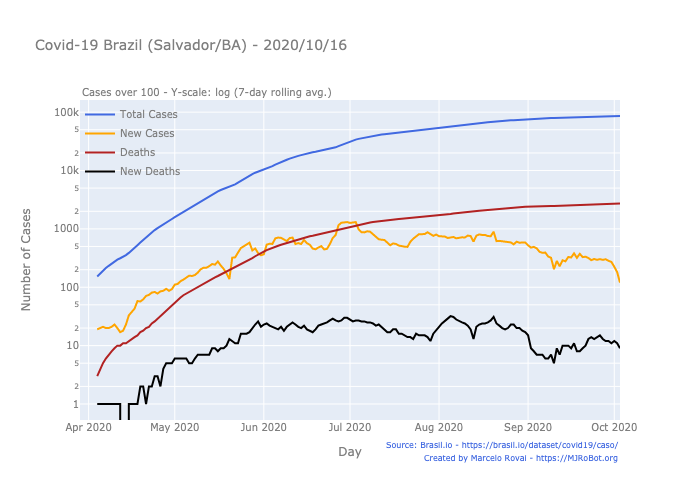 Covid-19 Brazil (Salvador/BA) - 2020/10/16
Cases over 100 - Y-scale: log (7-day rolling avg.)
Total Cases
New Cases
Deaths
New Deaths
100k
5
2
10k
5
2
1000
5
2
100
5
2
10
5
2
1
Number of Cases
Apr 2020 May 2020 Jun 2020 Jul 2020 Aug 2020 Sep 2020 Oct 2020
Day
Source: Brasil.io - https://brasil.io/dataset/covid19/caso/
Created by Marcelo Rovai - https://MJRoBot.org